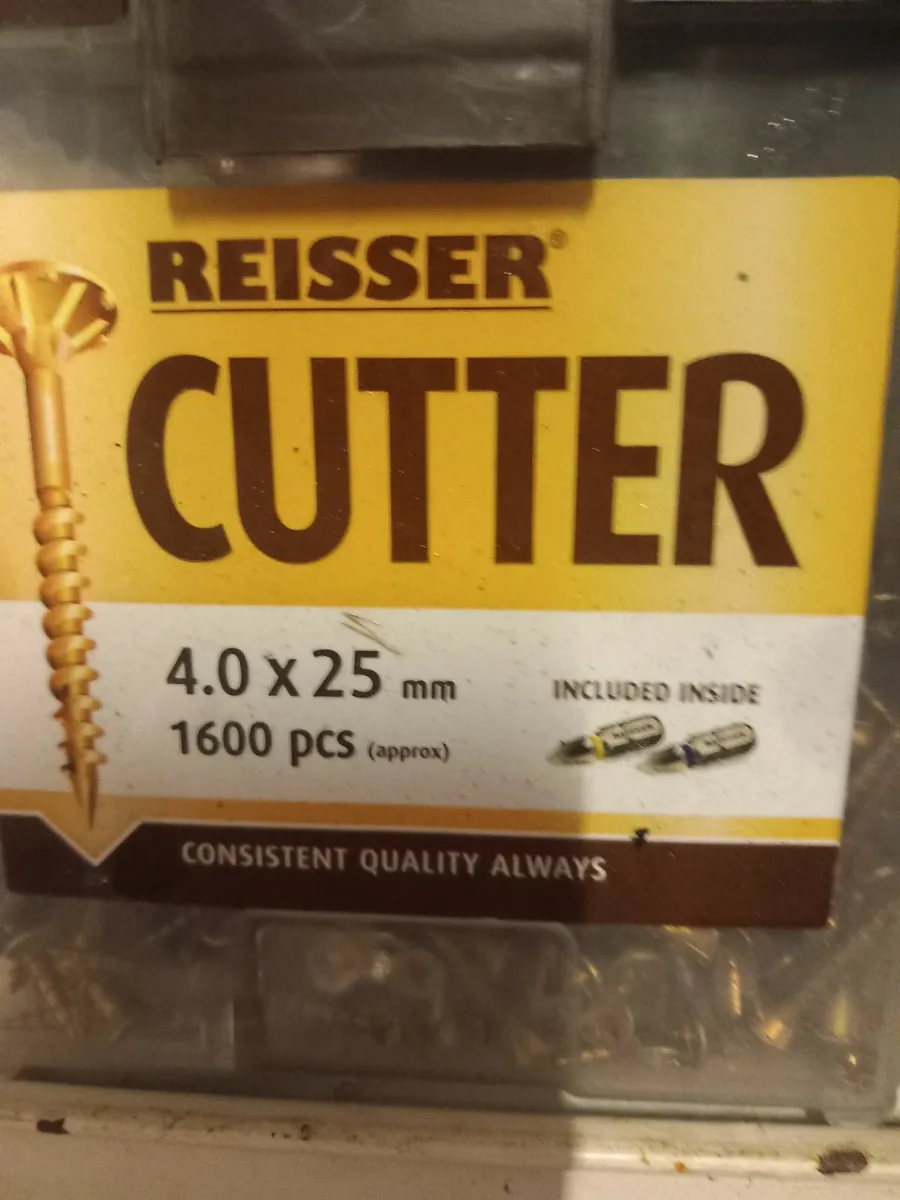 REISSER®
CUTTER
4.0 x 25 mm
1600 pcs (approx)
INCLUDED INSIDE
CONSISTENT QUALITY ALWAYS